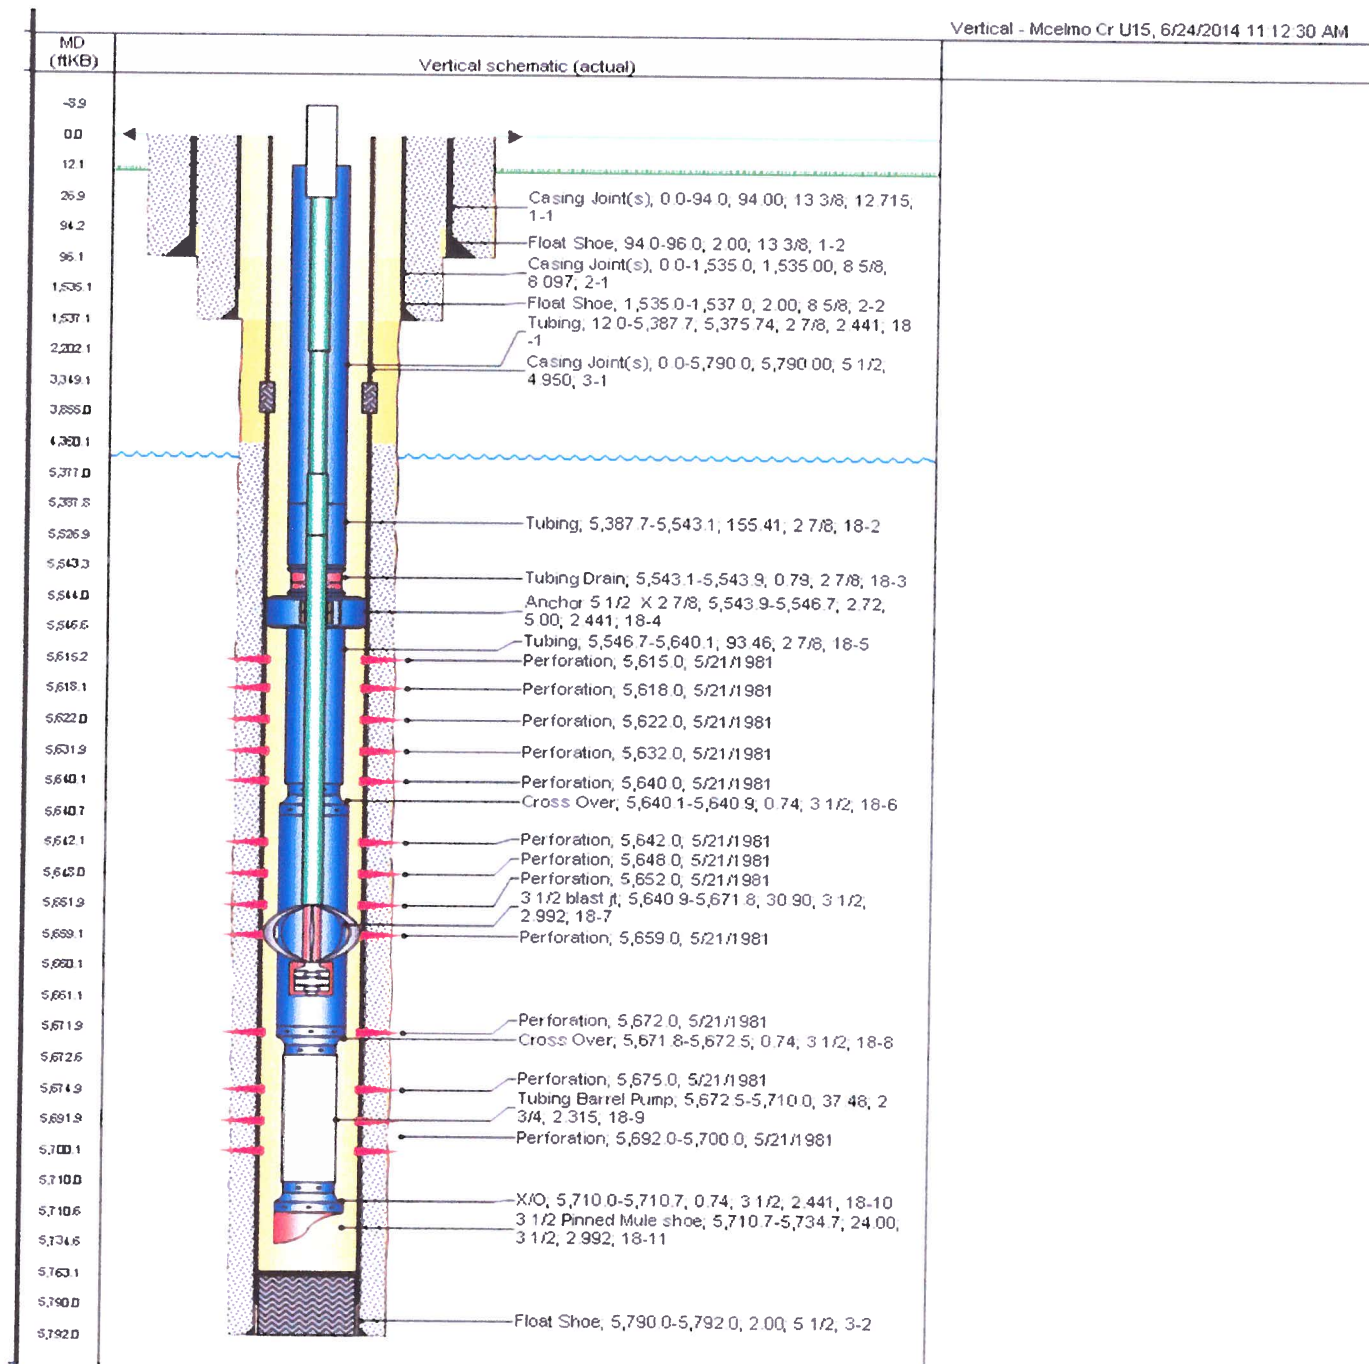 Vertical - Mcelmo Cr U15, 6/24/2014 11:12:30 AM
MD
(ftKB)
Vertical schematic (actual)
-3.9
0.0
12.1
26.9
94.2
96.1
1,535.1
1,537.1
2,202.1
3,349.1
3,855.0
4,360.1
5,377.0
5,387.8
5,526.9
5,543.3
5,544.0
5,546.6
5,615.2
5,618.1
5,622.0
5,631.9
5,640.1
5,640.7
5,642.1
5,648.0
5,651.9
5,659.1
5,660.1
5,661.1
5,671.9
5,672.6
5,674.9
5,691.9
5,700.1
5,710.0
5,710.6
5,734.6
5,763.1
5,790.0
5,792.0
Casing Joint(s), 0.0-94.0, 94.00; 13 3/8; 12.715,
1-1
Float Shoe, 94.0-96.0, 2.00; 13 3/8, 1-2
Casing Joint(s), 0.0-1,535.0, 1,535.00, 8 5/8,
8.097; 2-1
Float Shoe; 1,535.0-1,537.0, 2.00; 8 5/8; 2-2
Tubing; 12.0-5,387.7; 5,375.74, 2 7/8, 2.441, 18
-1
Casing Joint(s), 0.0-5,790.0, 5,790.00, 5 1/2,
4.950, 3-1
Tubing; 5,387.7-5,543.1; 155.41; 2 7/8; 18-2
Tubing Drain; 5,543.1-5,543.9, 0.79, 2 7/8; 18-3
Anchor 5 1/2 X 2 7/8, 5,543.9-5,546.7; 2.72,
5.00; 2.441; 18-4
Tubing; 5,546.7-5,640.1; 93.46; 2 7/8, 18-5
Perforation; 5,615.0, 5/21/1981
Perforation; 5,618.0, 5/21/1981
Perforation; 5,622.0, 5/21/1981
Perforation; 5,632.0, 5/21/1981
Perforation; 5,640.0, 5/21/1981
Cross Over; 5,640.1-5,640.9, 0.74; 3 1/2; 18-6
Perforation; 5,642.0; 5/21/1981
Perforation; 5,648.0; 5/21/1981
Perforation; 5,652.0, 5/21/1981
3 1/2 blast jt; 5,640.9-5,671.8, 30.90, 3 1/2;
2.992; 18-7
Perforation; 5,659.0, 5/21/1981
Perforation, 5,672.0, 5/21/1981
Cross Over, 5,671.8-5,672.5; 0.74; 3 1/2; 18-8
Perforation; 5,675.0, 5/21/1981
Tubing Barrel Pump; 5,672.5-5,710.0, 37.48, 2
3/4, 2.315, 18-9
Perforation; 5,692.0-5,700.0, 5/21/1981
X/O, 5,710.0-5,710.7, 0.74; 3 1/2, 2.441, 18-10
3 1/2 Pinned Mule shoe; 5,710.7-5,734.7; 24.00;
3 1/2, 2.992, 18-11
Float Shoe, 5,790.0-5,792.0, 2.00; 5 1/2, 3-2